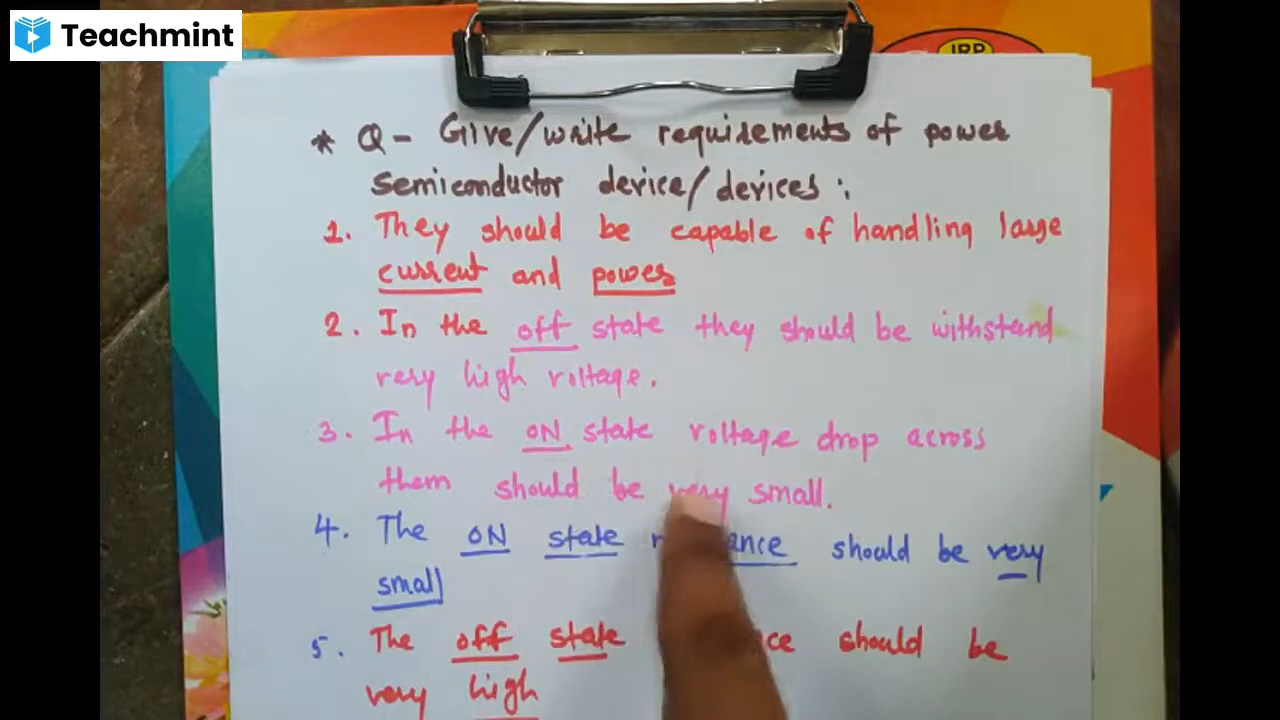 Teachmint
JRP
* Q- Give/write requirements of power
semiconductor device/devices :
1. They should be capable of handling large
current and power
2. In the off state they should be withstand
very high voltage.
3. In the ON state voltage drop across
them should be very small.
4. The ON state should be very
small
5. The off state should be
very high